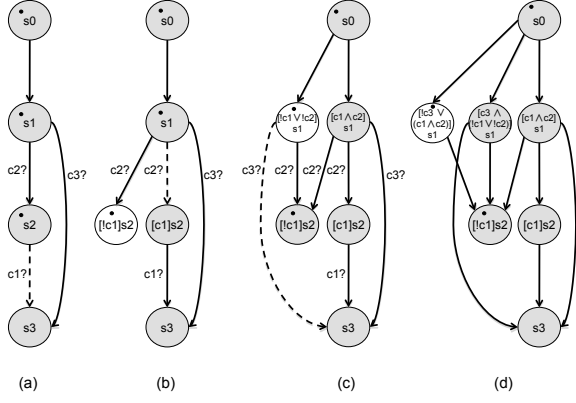 s0
s0
s0
s0
s1
s1
[!c1∨!c2]
s1
[c1∧c2]
s1
[!c3 ∨
(c1∧c2)]
s1
[c3 ∧
(!c1∨!c2)]
s1
[c1∧c2]
s1
c2?
c3?
c2?
c2?
c3?
c3?
c2?
c2?
c2?
c3?
s2
[!c1]s2
[c1]s2
[!c1]s2
[c1]s2
[!c1]s2
[c1]s2
c1?
c1?
c1?
s3
s3
s3
s3
(a)
(b)
(c)
(d)